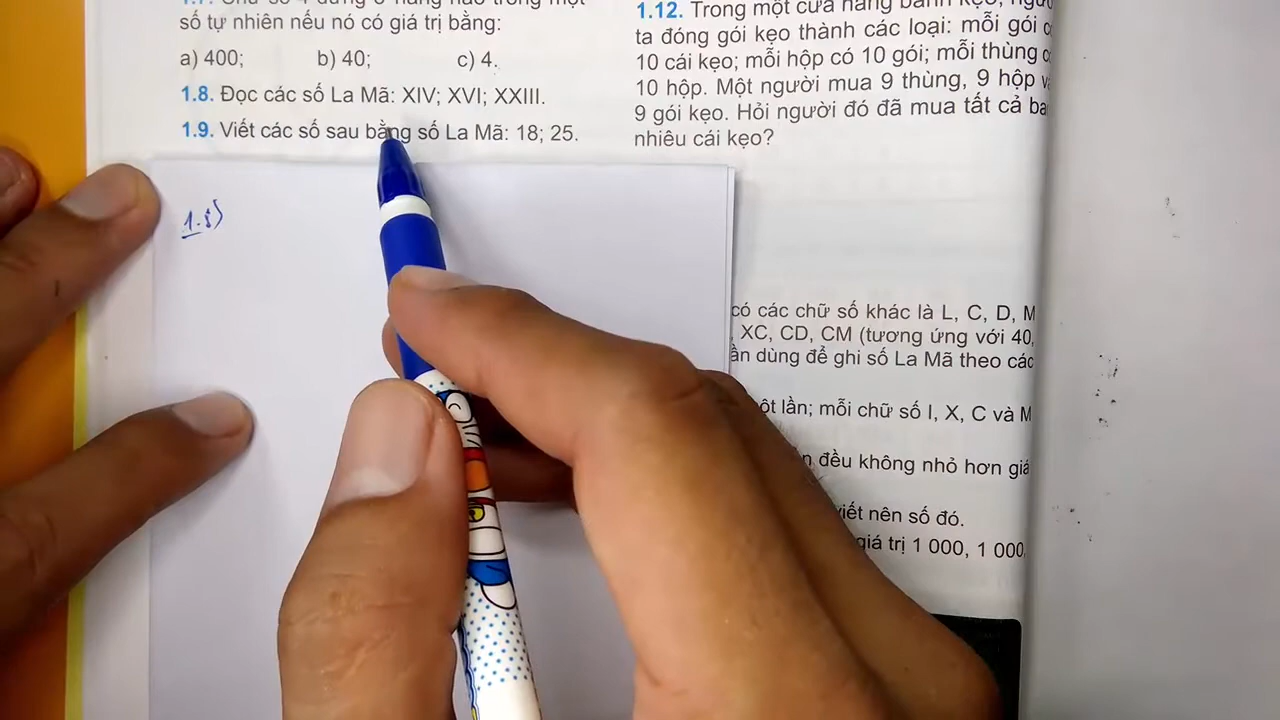 số tự nhiên nếu nó có giá trị bằng:
a) 400; b) 40; c) 4.
1.8. Đọc các số La Mã: XIV; XVI; XXIII.
1.9. Viết các số sau bằng số La Mã: 18; 25.
1.8)
1.12. Trong một cửa hàng bánh kẹo,
ta đóng gói kẹo thành các loại: mỗi gói
10 cái kẹo; mỗi hộp có 10 gói; mỗi thùng
10 hộp. Một người mua 9 thùng, 9 hộp
9 gói kẹo. Hỏi người đó đã mua tất cả
nhiêu cái kẹo?
có các chữ số khác là L, C, D, M
, XC, CD, CM (tương ứng với 40,
dùng để ghi số La Mã theo các
một lần; mỗi chữ số I, X, C và M
đều không nhỏ hơn giá
viết nên số đó.
giá trị 1 000, 1 000